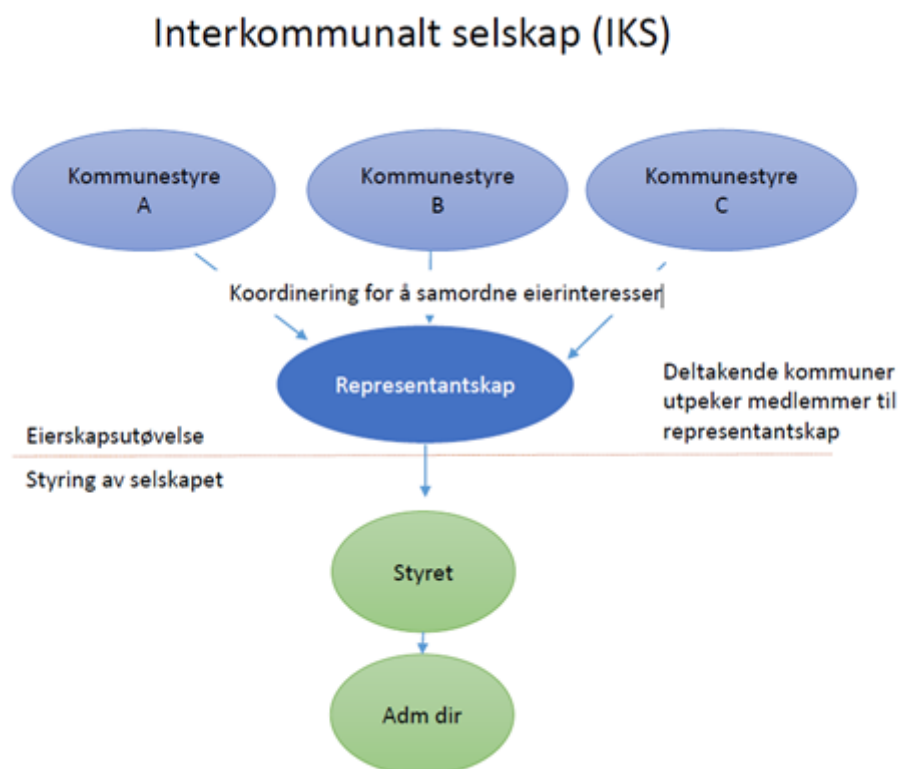 Interkommunalt selskap (IKS)
Kommunestyre
A
Kommunestyre
B
Kommunestyre
C
Koordinering for å samordne eierinteresser
Representantskap
Deltakende kommuner
utpeker medlemmer til
representantskap
Eierskapsutøvelse
Styring av selskapet
Styret
Adm dir